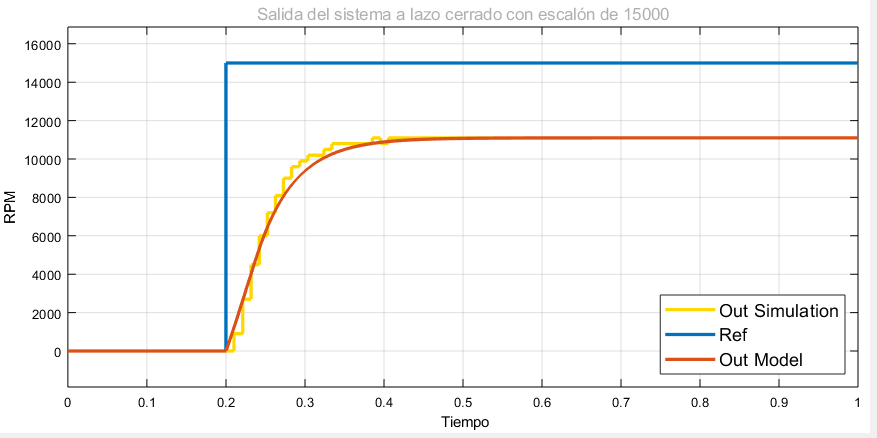 Salida del sistema a lazo cerrado con escalón de 15000
16000
14000
12000
10000
8000
6000
4000
2000
0
RPM
0 0.1 0.2 0.3 0.4 0.5 0.6 0.7 0.8 0.9 1
Tiempo
Out Simulation
Ref
Out Model